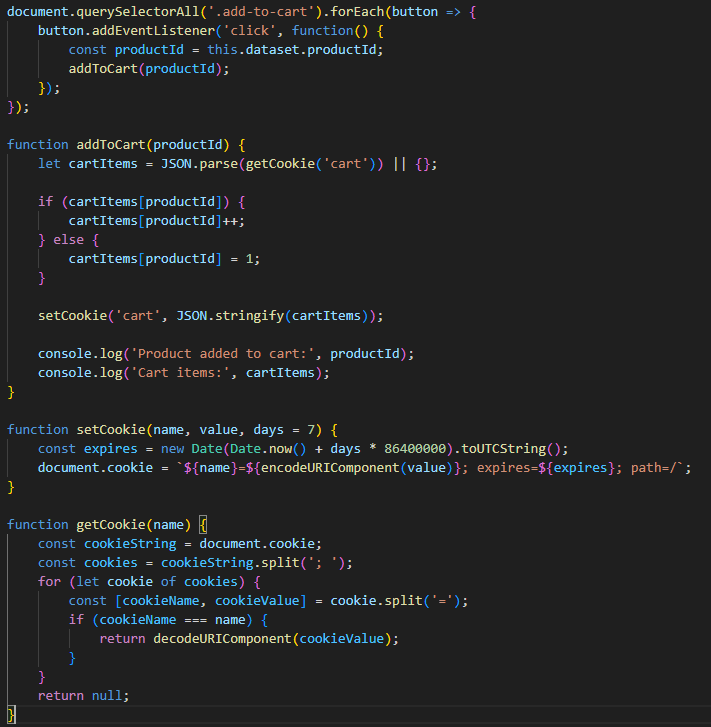 document.querySelectorAll('.add-to-cart').forEach(button => {
    button.addEventListener('click', function() {
        const productId = this.dataset.productId;
        addToCart(productId);
    });
});

function addToCart(productId) {
    let cartItems = JSON.parse(getCookie('cart')) || {};

    if (cartItems[productId]) {
        cartItems[productId]++;
    } else {
        cartItems[productId] = 1;
    }

    setCookie('cart', JSON.stringify(cartItems));

    console.log('Product added to cart:', productId);
    console.log('Cart items:', cartItems);
}

function setCookie(name, value, days = 7) {
    const expires = new Date(Date.now() + days * 86400000).toUTCString();
    document.cookie = `${name}=${encodeURIComponent(value)}; expires=${expires}; path=/`;
}

function getCookie(name) {
    const cookieString = document.cookie;
    const cookies = cookieString.split('; ');
    for (let cookie of cookies) {
        const [cookieName, cookieValue] = cookie.split('=');
        if (cookieName === name) {
            return decodeURIComponent(cookieValue);
        }
    }
    return null;
}